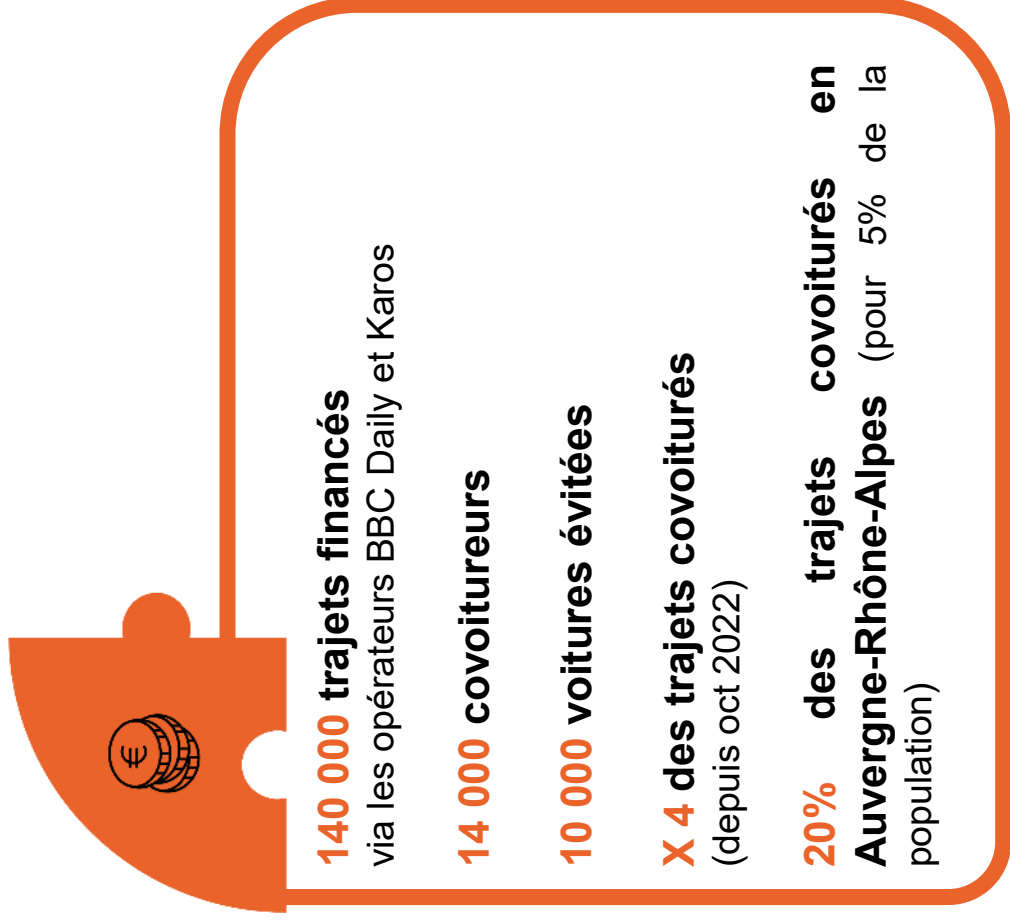 €
140 000 trajets financés
via les opérateurs BBC Daily et Karos
14 000 covoitureurs
10 000 voitures évitées
X 4 des trajets covoiturés
(depuis oct 2022)
20% des trajets covoiturés en
Auvergne-Rhône-Alpes (pour 5% de la
population)